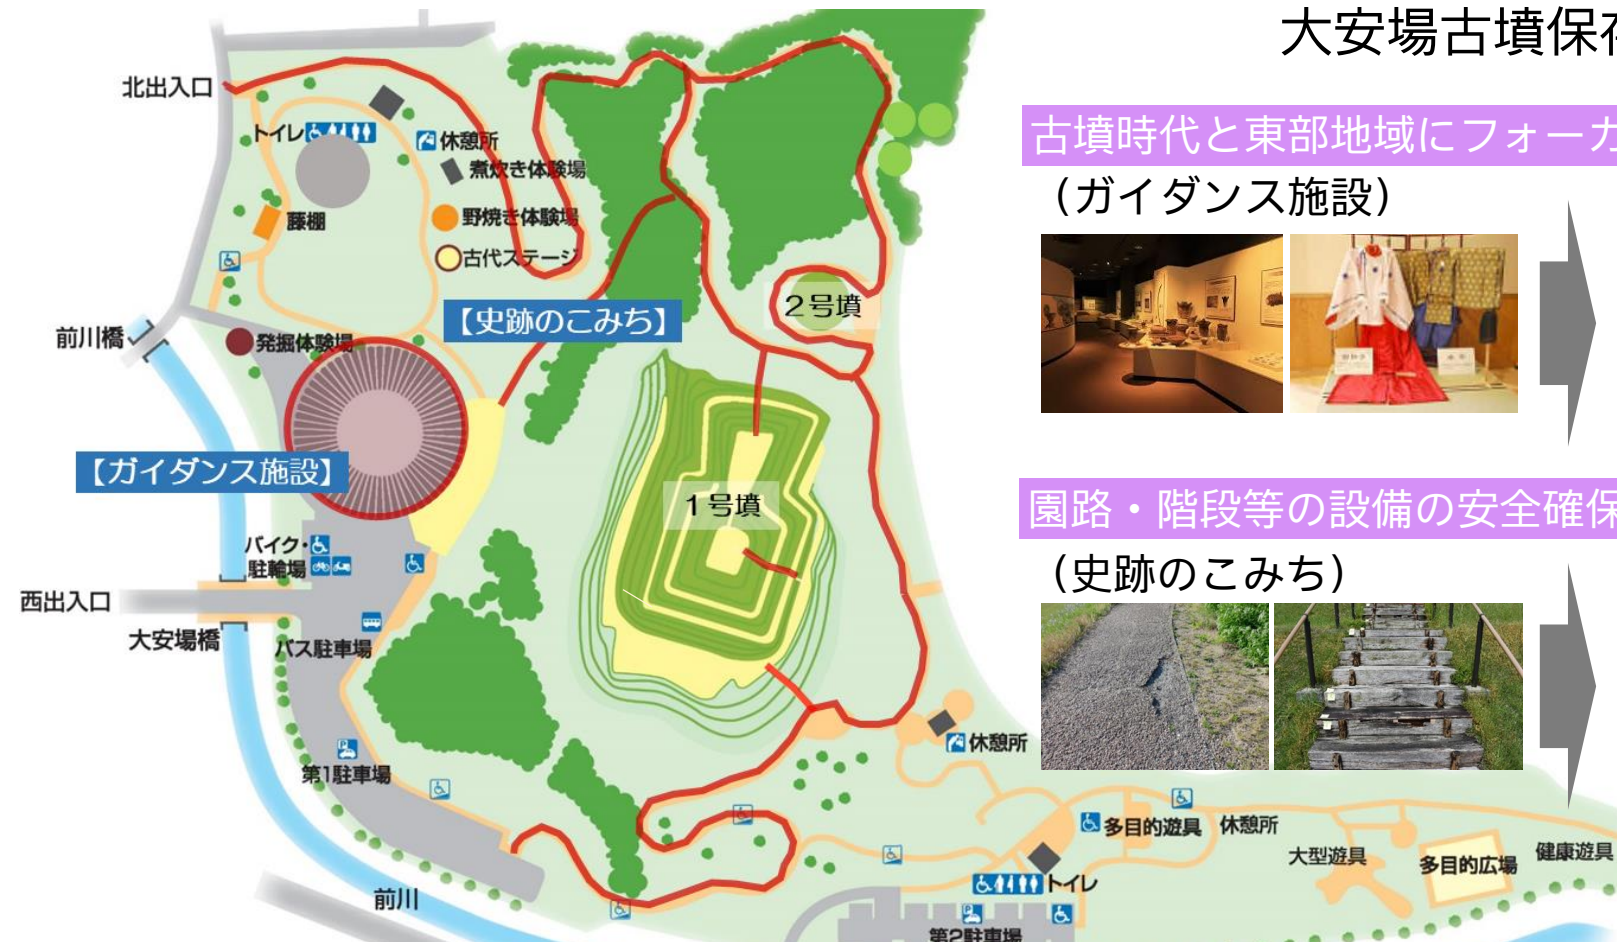 大安場古墳保存
古墳時代と東部地域にフォーカ
（ガイダンス施設）
園路・階段等の設備の安全確保
（史跡のこみち）
北出入口
トイレ
休憩所
煮炊き体験場
藤棚
野焼き体験場
古代ステージ
【史跡のこみち】
２号墳
前川橋
発掘体験場
【ガイダンス施設】
１号墳
バイク・
駐輪場
西出入口
大安場橋
バス駐車場
第1駐車場
休憩所
多目的遊具
休憩所
大型遊具
多目的広場
健康遊具
トイレ
前川
第2駐車場